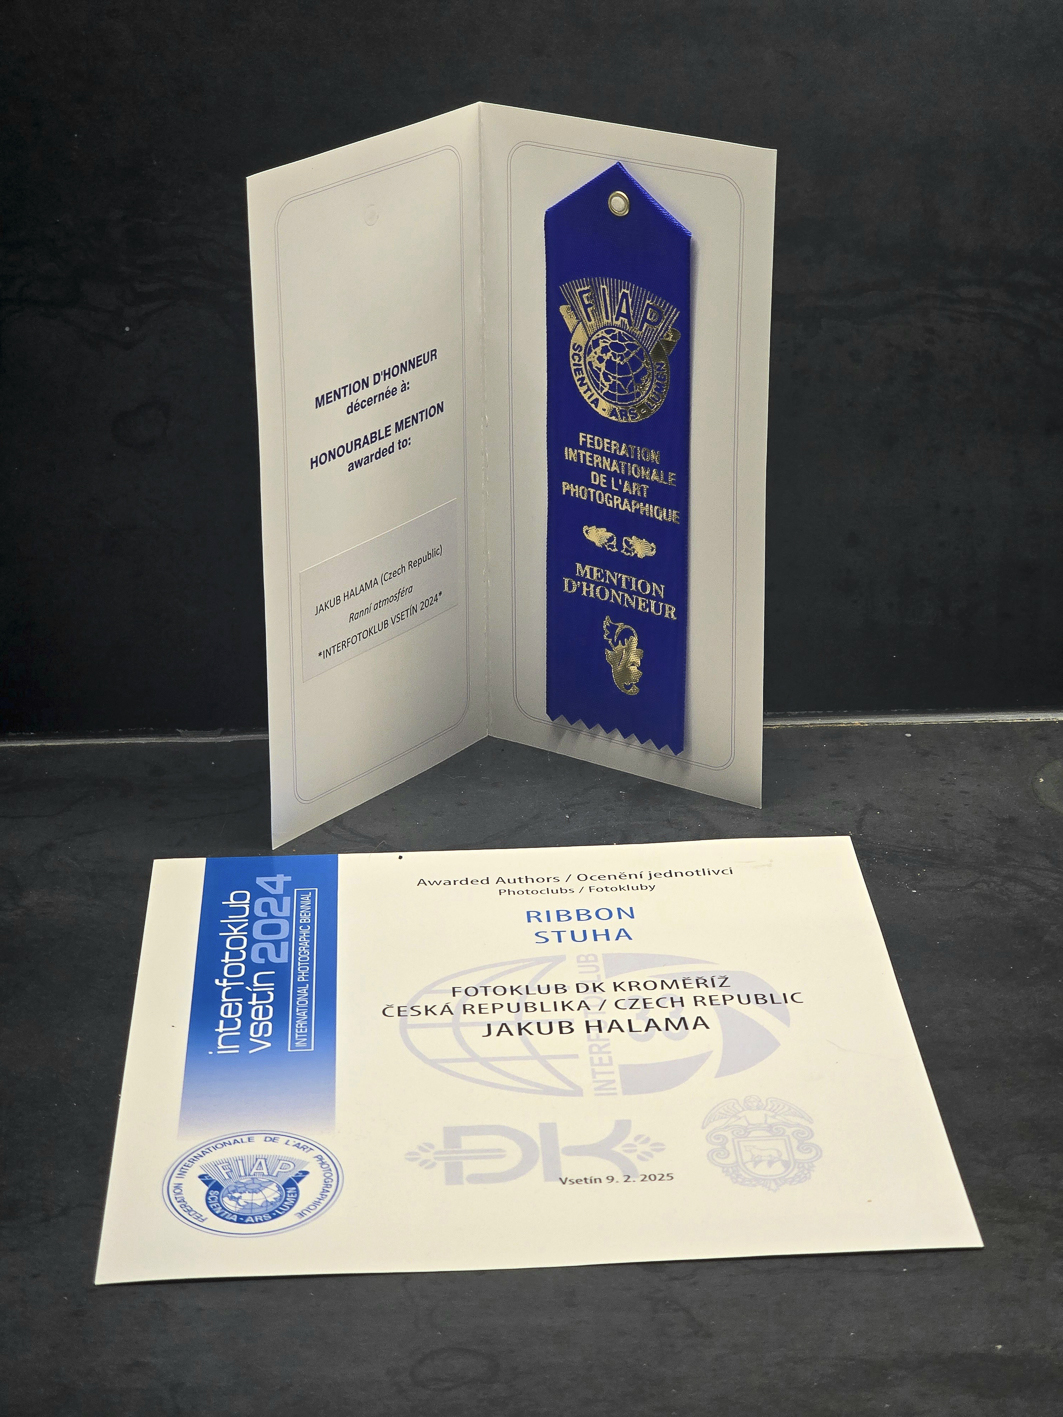 MENTION D'HONNEUR
décernée à:
HONOURABLE MENTION
awarded to:
JAKUB HALAMA (Czech Republic)
Ranní atmosféra
*INTERFOTOKLUB VSETÍN 2024*
FIAP
SCIENTIA - ARS - LUMEN
FEDERATION
INTERNATIONALE
DE L'ART
PHOTOGRAPHIQUE
MENTION
D'HONNEUR
interfotoklub
vsetín 2024
INTERNATIONAL PHOTOGRAPHIC BIENNIAL
FEDERATION INTERNATIONALE DE L'ART PHOTOGRAPHIQUE
FIAP
SCIENTIA - ARS - LUMEN
Awarded Authors / Ocenění jednotlivci
Photoclubs / Fotokluby
RIBBON
STUHA
FOTOKLUB DK KROMĚŘÍŽ
ČESKÁ REPUBLIKA / CZECH REPUBLIC
JAKUB HALAMA
INTERFOTOKLUB
33
DK
Vsetín 9. 2. 2025